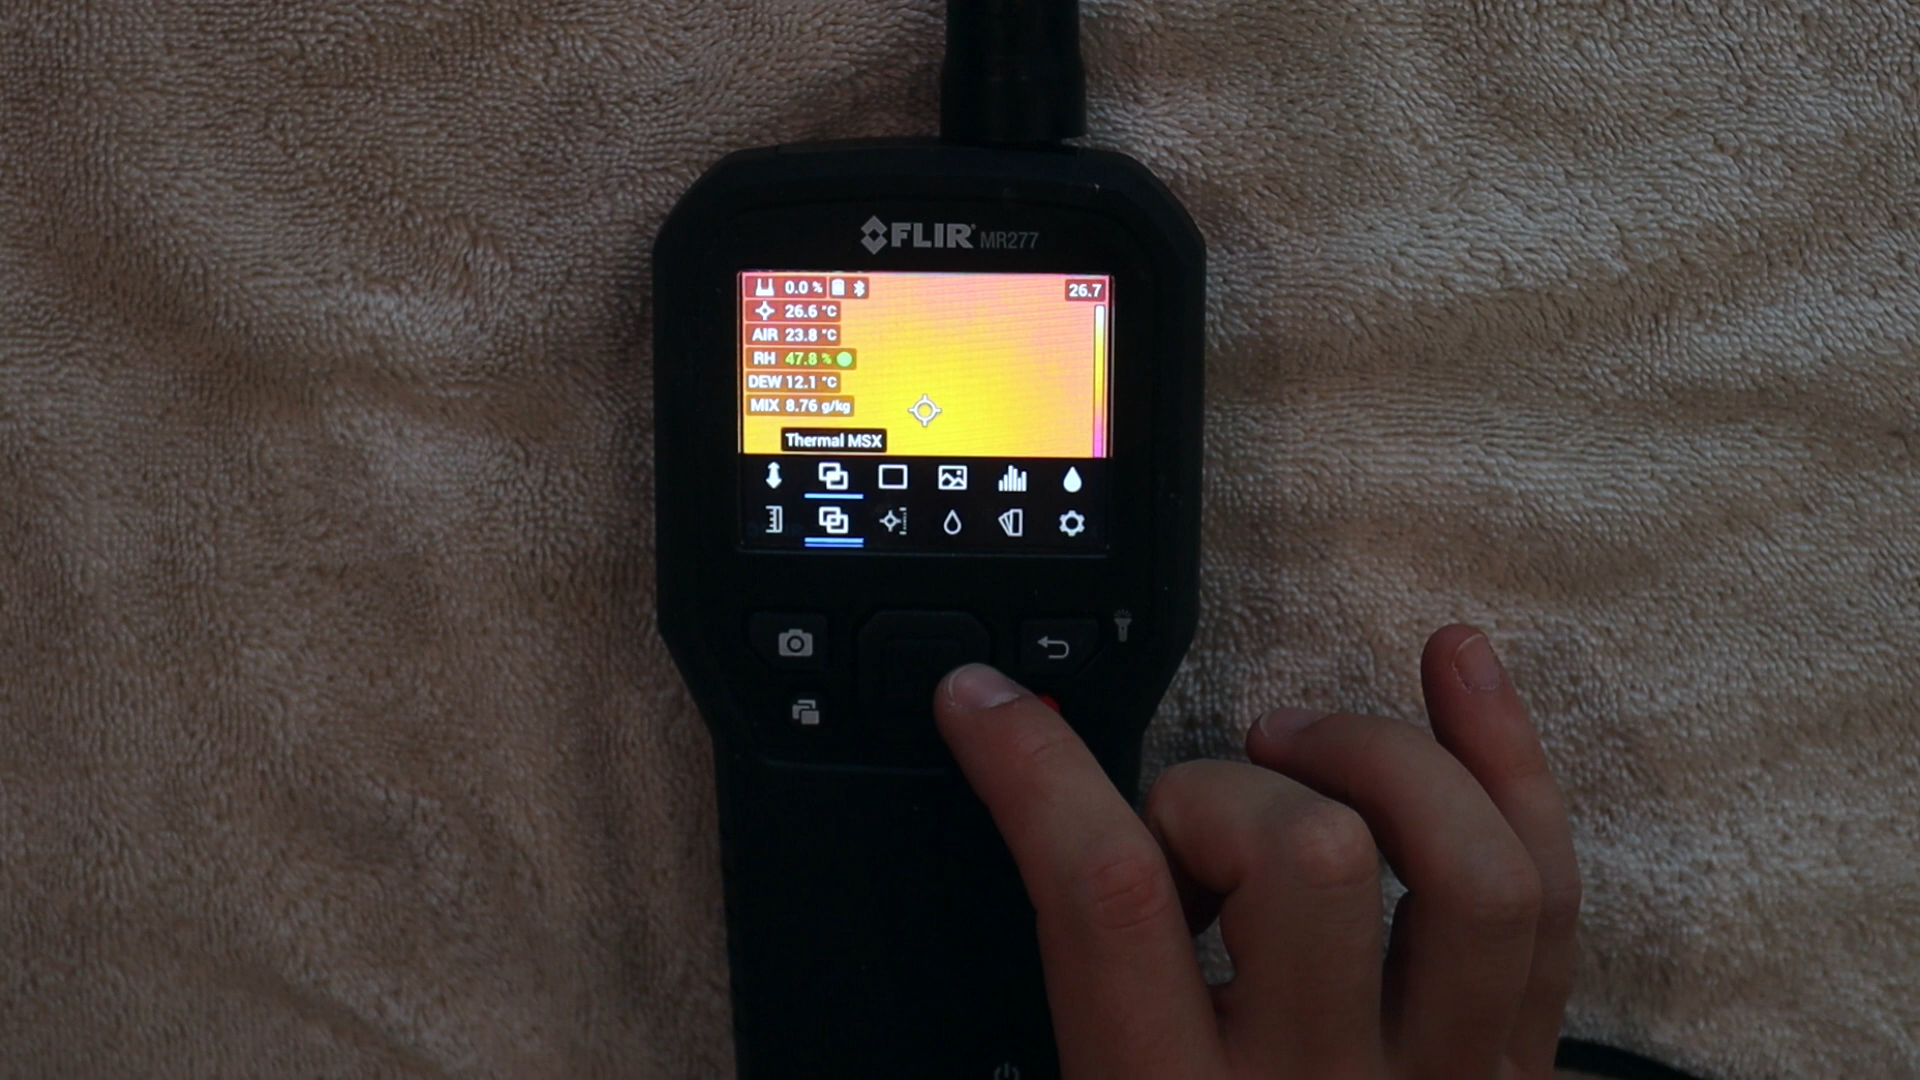 FLIR MR277
0.0 %
26.7
26.6 °C
AIR 23.8 °C
RH 47.8 %
DEW 12.1 °C
MIX 8.76 g/kg
Thermal MSX